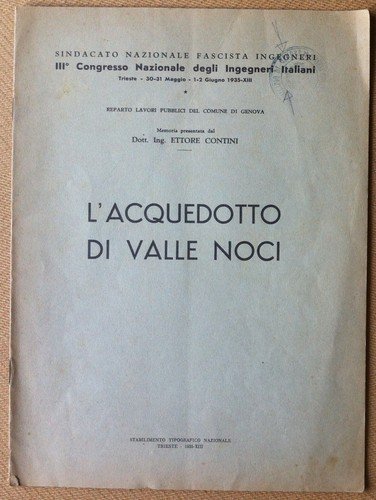 SINDACATO NAZIONALE FASCISTA INGEGNERI
III° Congresso Nazionale degli Ingegneri Italiani
Trieste - 30-31 Maggio - 1-2 Giugno 1935-XIII
REPARTO LAVORI PUBBLICI DEL COMUNE DI GENOVA
Memoria presentata dal
Dott. Ing. ETTORE CONTINI
L'ACQUEDOTTO
DI VALLE NOCI
STABILIMENTO TIPOGRAFICO NAZIONALE
TRIESTE - 1935-XIII